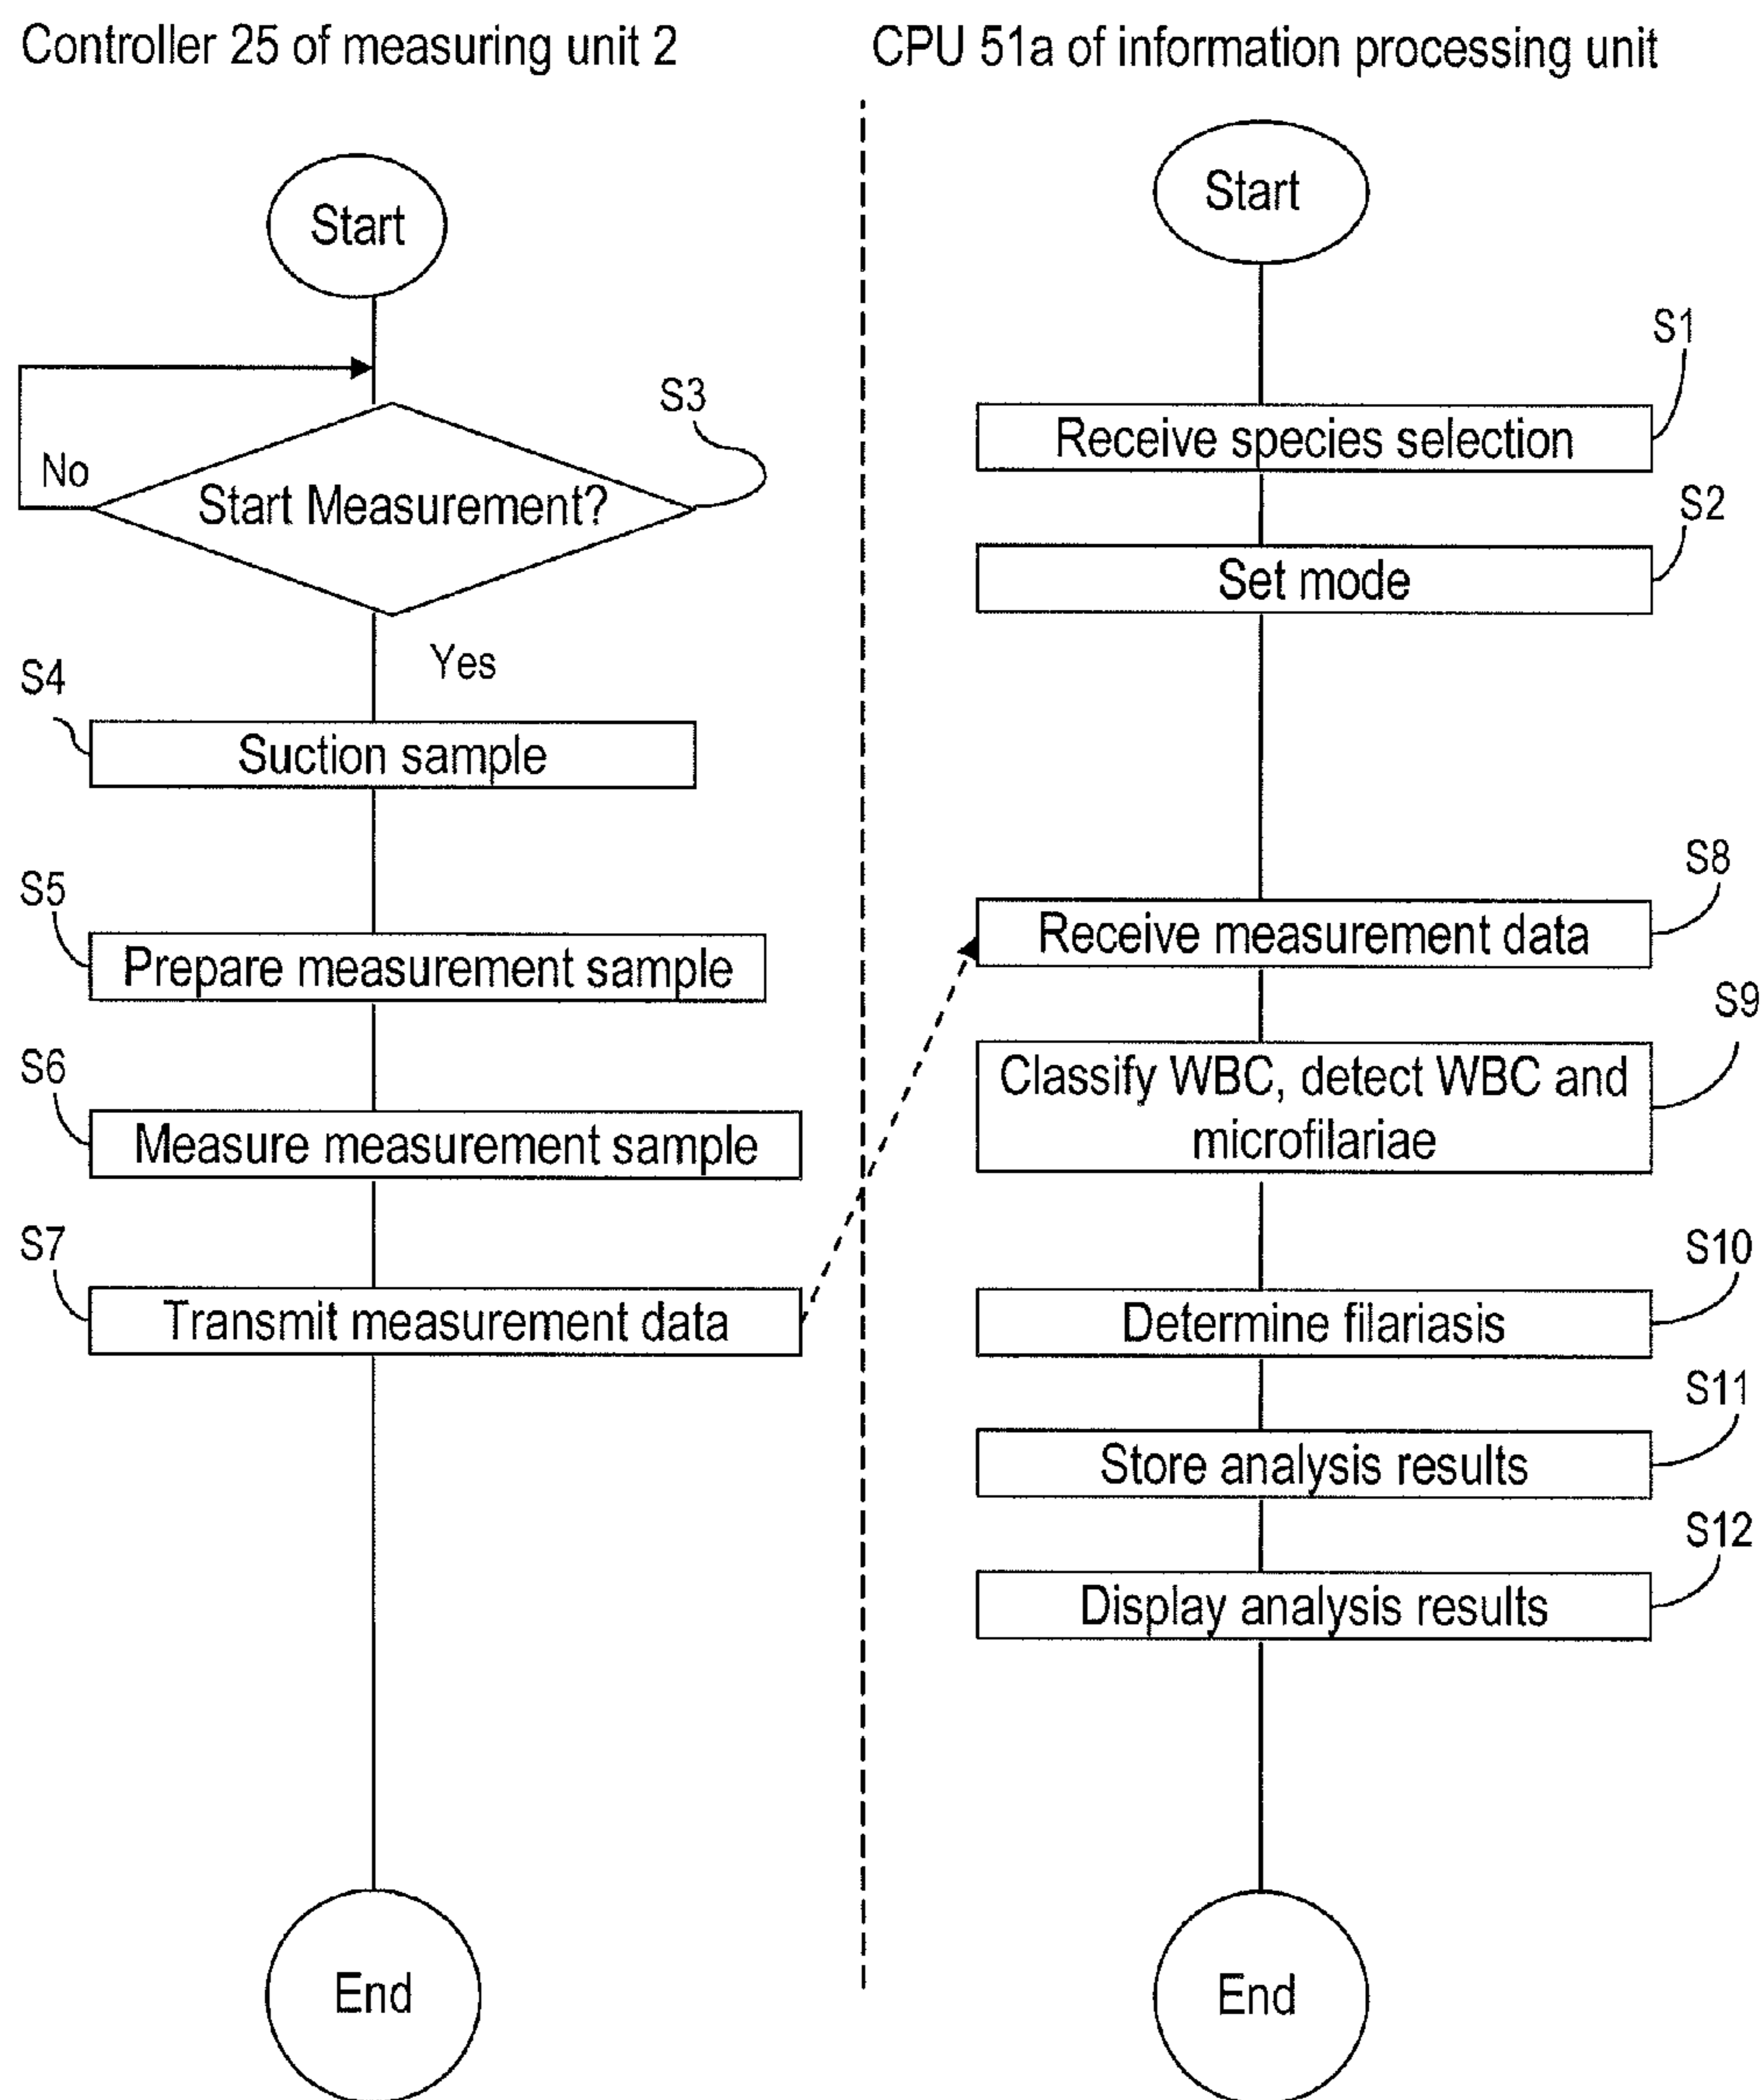 Controller 25 of measuring unit 2
Start
S3
No
Start Measurement?
Yes
S4
Suction sample
S5
Prepare measurement sample
S6
Measure measurement sample
S7
Transmit measurement data
End
CPU 51a of information processing unit
Start
S1
Receive species selection
S2
Set mode
S8
Receive measurement data
S9
Classify WBC, detect WBC and
microfilariae
S10
Determine filariasis
S11
Store analysis results
S12
Display analysis results
End